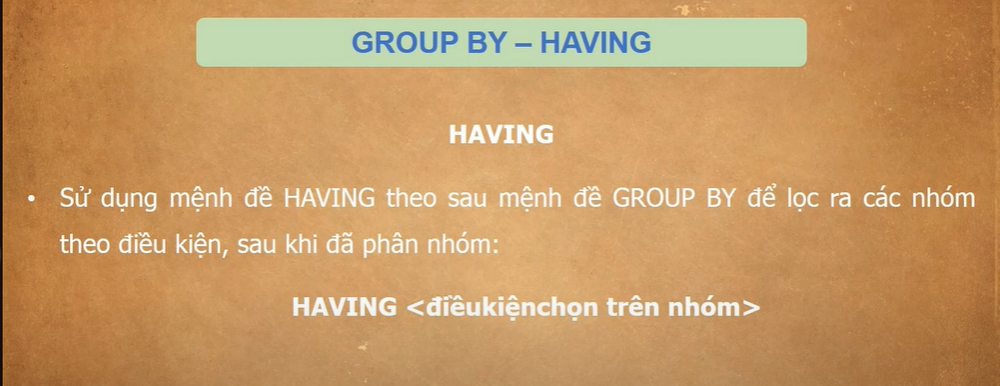 GROUP BY – HAVING
HAVING
• Sử dụng mệnh đề HAVING theo sau mệnh đề GROUP BY để lọc ra các nhóm
theo điều kiện, sau khi đã phân nhóm:
HAVING <điềukiệnchọn trên nhóm>